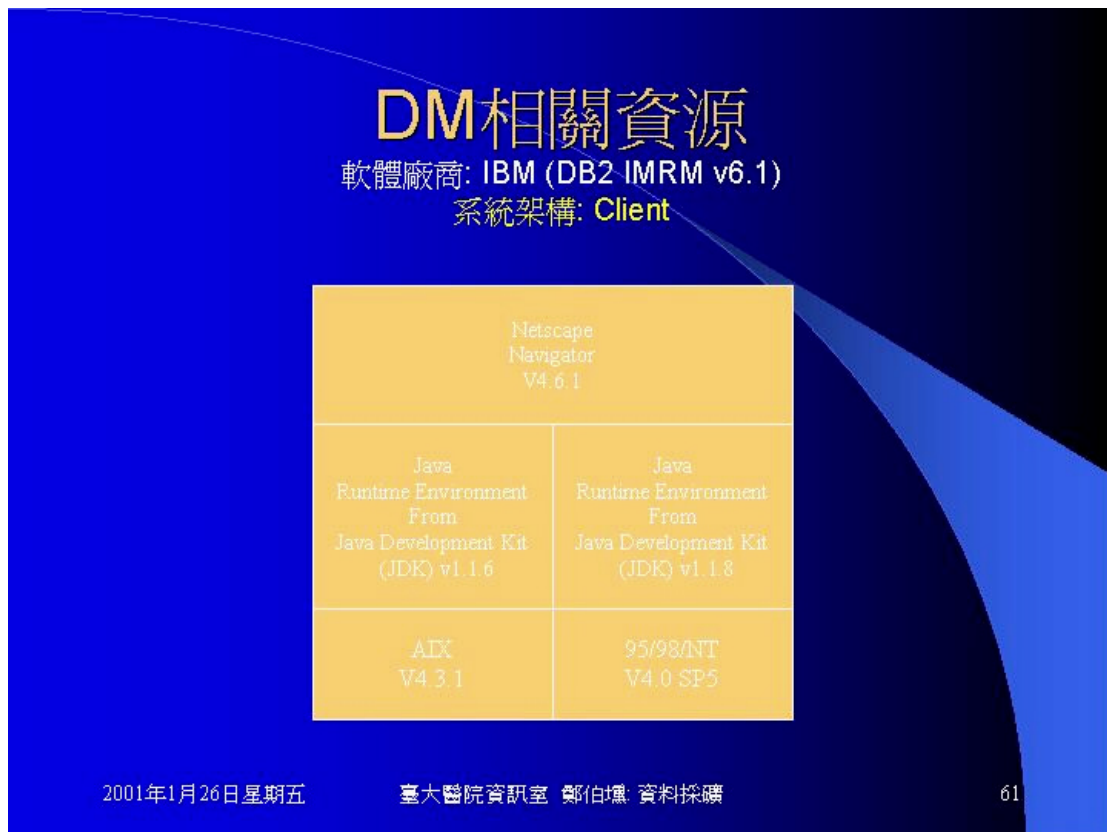 DM相關資源
軟體廠商: IBM (DB2 IMRM v6.1)
系統架構: Client
Netscape
Navigator
V4.6.1
Java
Runtime Environment
From
Java Development Kit
(JDK) v1.1.6
Java
Runtime Environment
From
Java Development Kit
(JDK) v1.1.8
AIX
V4.3.1
95/98/NT
V4.0 SP5
2001年1月26日星期五
臺大醫院資訊室 鄭伯壎: 資料採礦
61